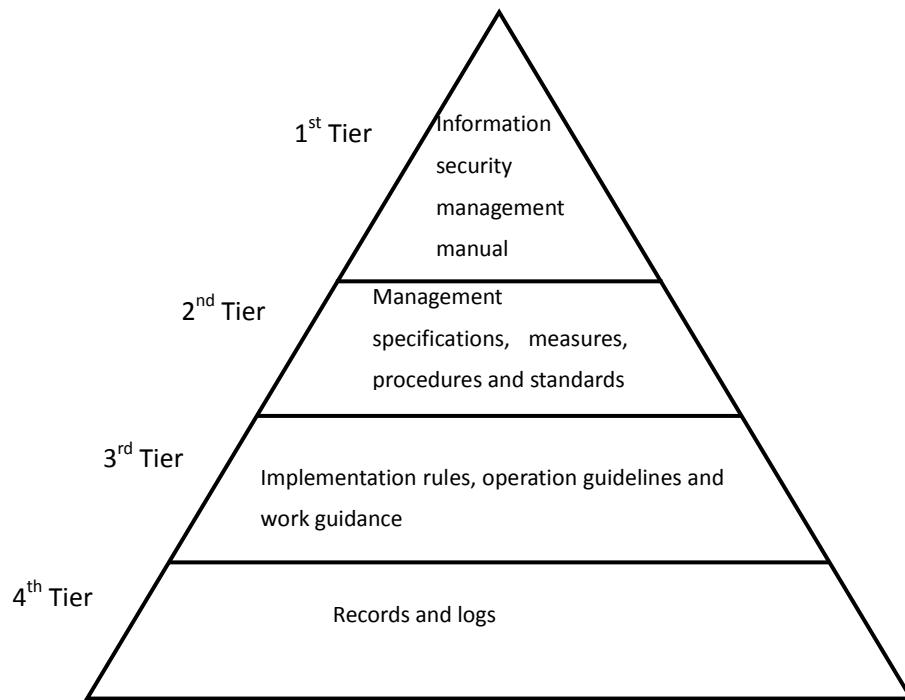 1st Tier
Information
security
management
manual
2nd Tier
Management
specifications, measures,
procedures and standards
3rd Tier
Implementation rules, operation guidelines and
work guidance
4th Tier
Records and logs